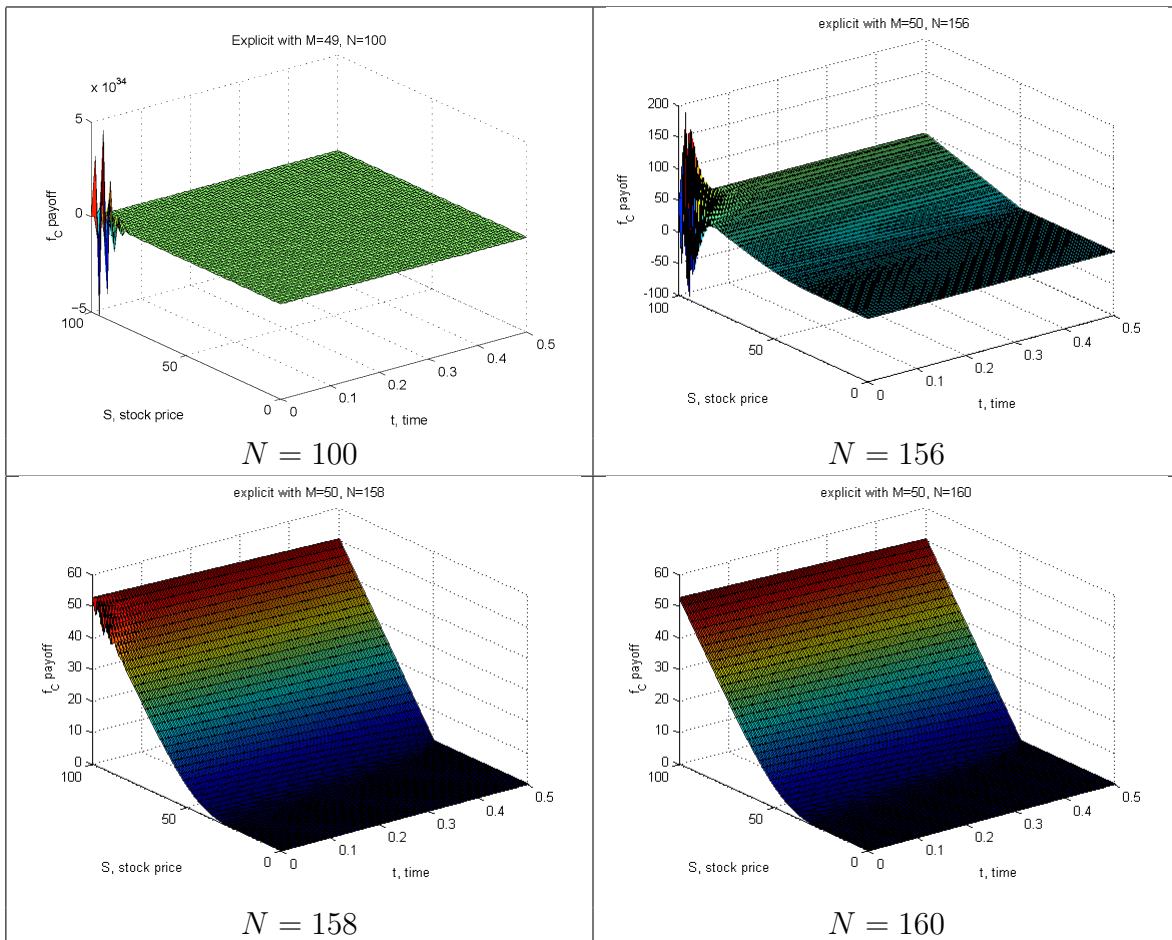 Explicit with M=49, N=100
x 10^34
5
0
-5
f_C payoff
100
50
0
S, stock price
0
0.1
0.2
0.3
0.4
0.5
t, time
N = 100
explicit with M=50, N=156
200
150
100
50
0
-50
-100
f_C payoff
100
50
0
S, stock price
0
0.1
0.2
0.3
0.4
0.5
t, time
N = 156
explicit with M=50, N=158
60
50
40
30
20
10
0
f_C payoff
100
50
0
S, stock price
0
0.1
0.2
0.3
0.4
0.5
t, time
N = 158
explicit with M=50, N=160
60
50
40
30
20
10
0
f_C payoff
100
50
0
S, stock price
0
0.1
0.2
0.3
0.4
0.5
t, time
N = 160